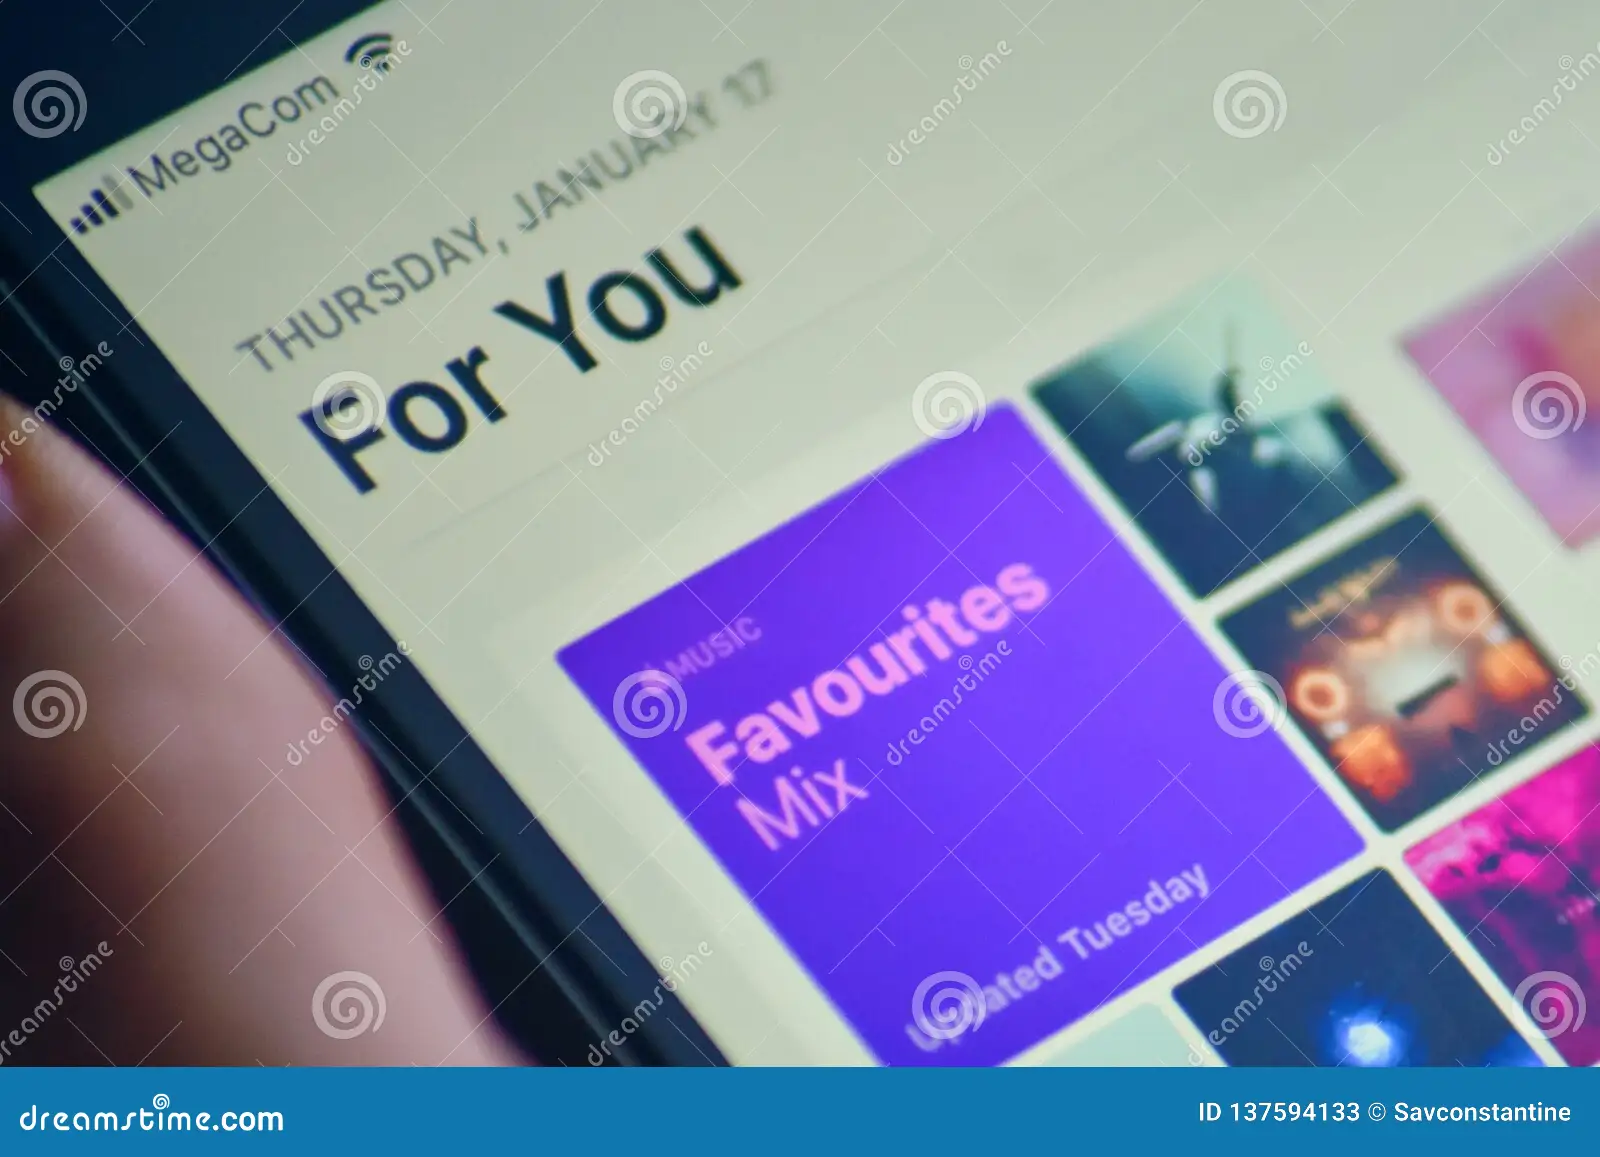 MegaCom
THURSDAY, JANUARY 17
For You
MUSIC
Favourites
Mix
Updated Tuesday
dreamstime.com
ID 137594133 © Savconstantine